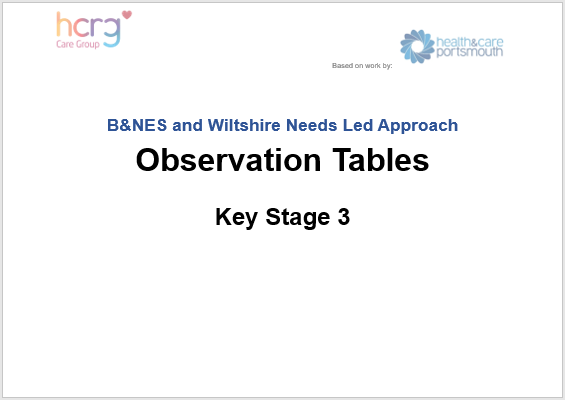 hcrg
Care Group
health&care
portsmouth
Based on work by:
B&NES and Wiltshire Needs Led Approach
Observation Tables
Key Stage 3